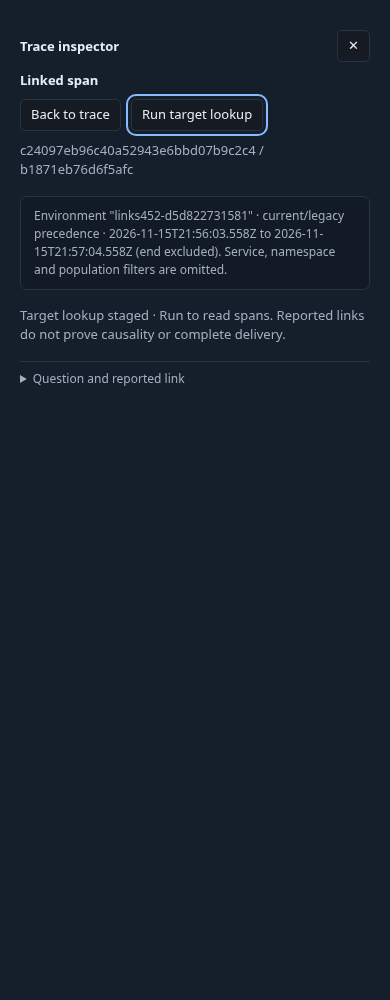 Trace inspector
✕
Linked span
Back to trace
Run target lookup
c24097eb96c40a52943e6bbd07b9c2c4 /
b1871eb76d6f5afc
Environment "links452-d5d822731581" · current/legacy
precedence · 2026-11-15T21:56:03.558Z to 2026-11-
15T21:57:04.558Z (end excluded). Service, namespace
and population filters are omitted.
Target lookup staged · Run to read spans. Reported links
do not prove causality or complete delivery.
▶ Question and reported link